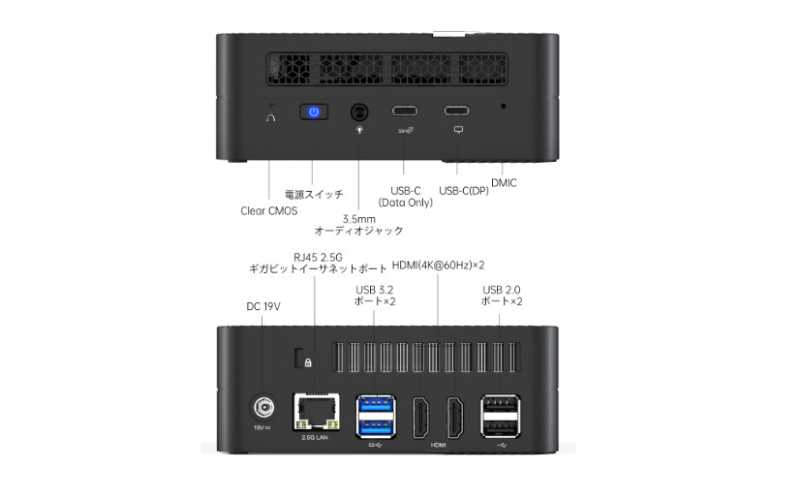 電源スイッチ
USB-C
(Data Only)
USB-C(DP)
DMIC
Clear CMOS
3.5mm
オーディオジャック
RJ45 2.5G
ギガビットイーサネットポート
HDMI(4K@60Hz)×2
USB 3.2
ポート×2
USB 2.0
ポート×2
DC 19V
19V
2.5G LAN
HDMI